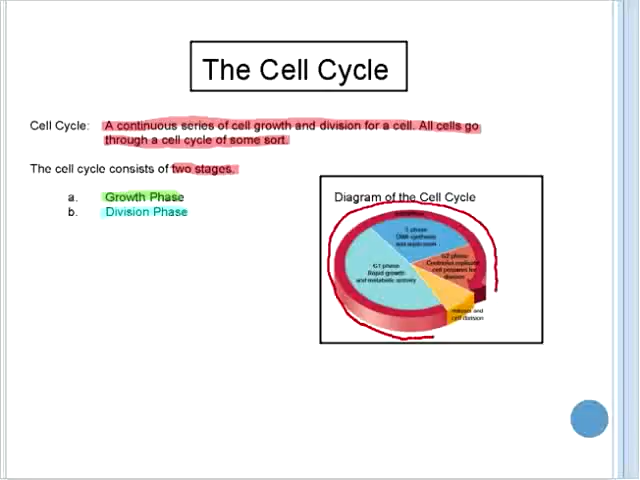 The Cell Cycle
Cell Cycle: A continuous series of cell growth and division for a cell. All cells go
through a cell cycle of some sort.
The cell cycle consists of two stages.
a. Growth Phase
b. Division Phase
Diagram of the Cell Cycle
S phase
DNA synthesis
and replication
G2 phase
Centrioles replicate
cell prepares for
division
G1 phase
Rapid growth
and metabolic activity
Mitosis and
cell division